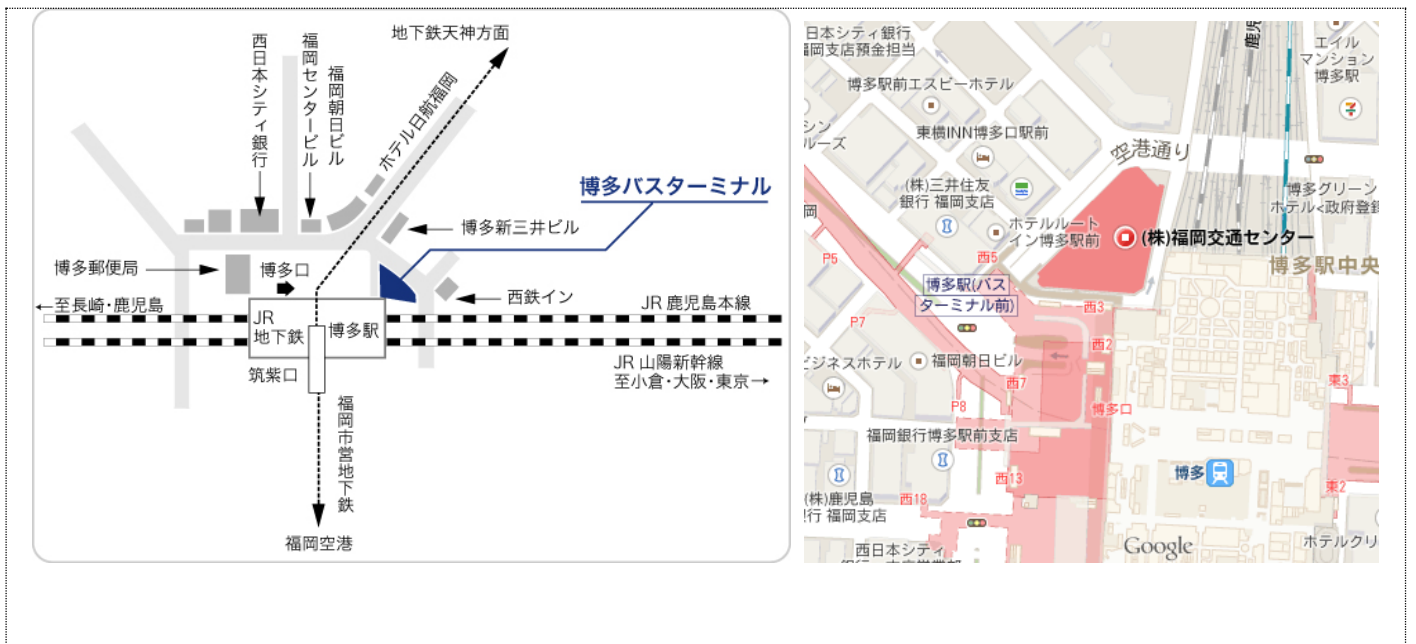 地下鉄天神方面
西日本シティ銀行
福岡センタービル
福岡朝日ビル
ホテル日航福岡
博多バスターミナル
博多新三井ビル
博多郵便局
博多口
西鉄イン
←至長崎・鹿児島
JR
地下鉄
博多駅
JR 鹿児島本線
JR 山陽新幹線
至小倉・大阪・東京→
筑紫口
福岡市営地下鉄
福岡空港
日本シティ銀行
福岡支店預金担当
鹿児
エイル
マンション
博多駅
博多駅前エスビーホテル
シン
ルーズ
東横INN博多口駅前
空港通り
(株)三井住友
銀行 福岡支店
博多グリーン
ホテル<政府登録
岡
ホテルルート
イン博多駅前
(株)福岡交通センター
P5
西5
博多駅中央
博多駅(バス
ターミナル前)
西3
P7
西2
ビジネスホテル
福岡朝日ビル
西7
東3
P8
博多口
福岡銀行博多駅前支店
博多
西13
東2
(株)鹿児島
銀行 福岡支店
西18
Google
ホテルクリ
西日本シティ